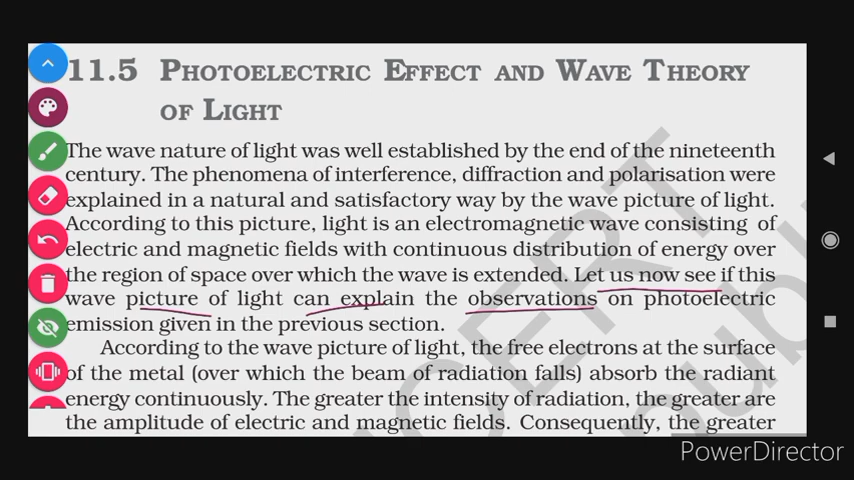 11.5 PHOTOELECTRIC EFFECT AND WAVE THEORY
OF LIGHT
The wave nature of light was well established by the end of the nineteenth
century. The phenomena of interference, diffraction and polarisation were
explained in a natural and satisfactory way by the wave picture of light.
According to this picture, light is an electromagnetic wave consisting of
electric and magnetic fields with continuous distribution of energy over
the region of space over which the wave is extended. Let us now see if this
wave picture of light can explain the observations on photoelectric
emission given in the previous section.
According to the wave picture of light, the free electrons at the surface
of the metal (over which the beam of radiation falls) absorb the radiant
energy continuously. The greater the intensity of radiation, the greater are
the amplitude of electric and magnetic fields. Consequently, the greater
PowerDirector